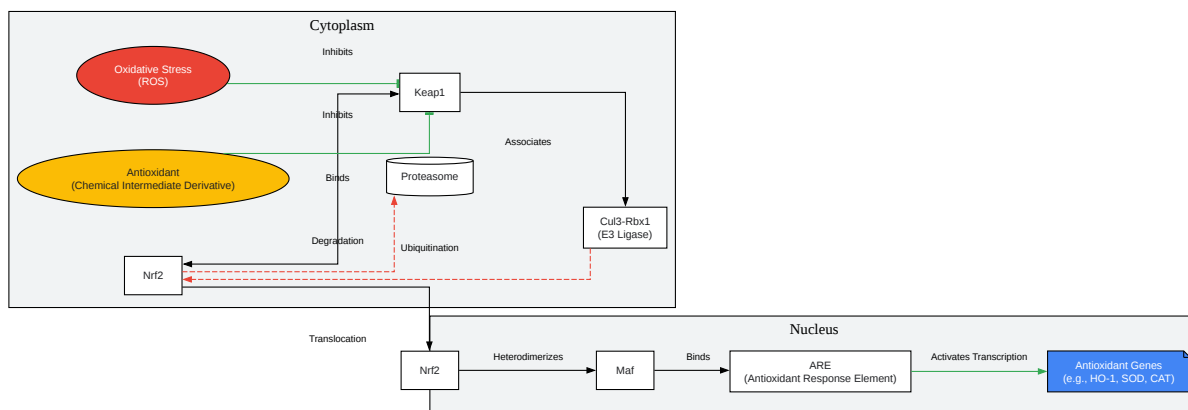 Cytoplasm
Inhibits
Oxidative Stress
(ROS)
Keap1
Inhibits
Associates
Antioxidant
(Chemical Intermediate Derivative)
Proteasome
Binds
Cul3-Rbx1
(E3 Ligase)
Degradation
Ubiquitination
Nrf2
Nucleus
Translocation
Nrf2
Heterodimerizes
Maf
Binds
ARE
(Antioxidant Response Element)
Activates Transcription
Antioxidant Genes
(e.g., HO-1, SOD, CAT)